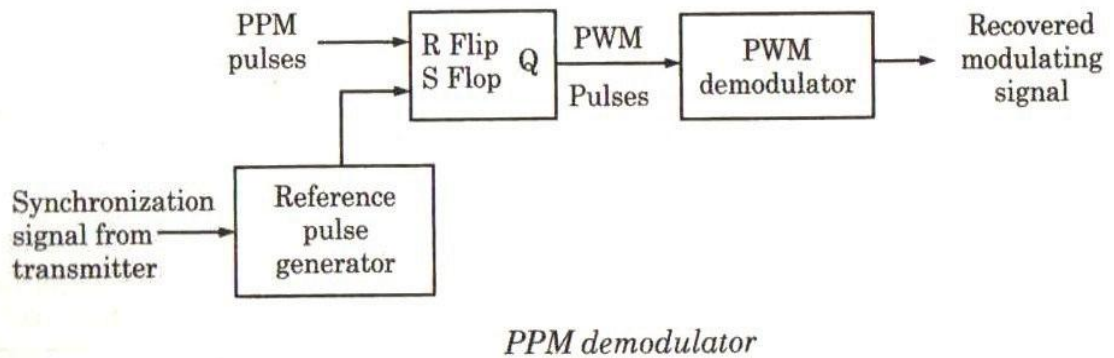 PPM
pulses
R Flip
S Flop
Q
PWM
Pulses
PWM
demodulator
Recovered
modulating
signal
Synchronization
signal from
transmitter
Reference
pulse
generator
PPM demodulator